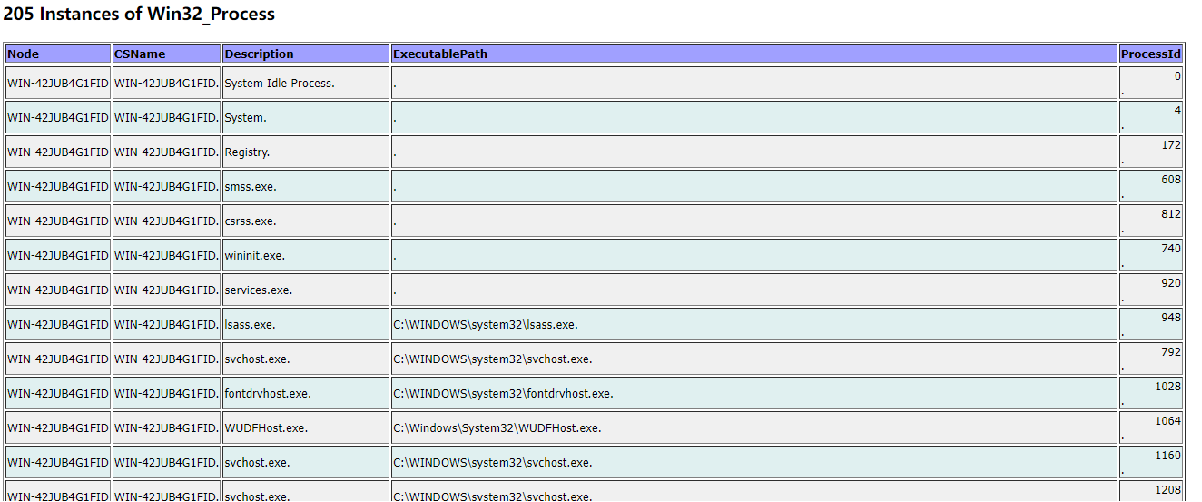 205 Instances of Win32_Process
Node CSName Description ExecutablePath ProcessId
WIN-42JUB4G1FID WIN-42JUB4G1FID. System Idle Process. . 0 .
WIN-42JUB4G1FID WIN-42JUB4G1FID. System. . 4 .
WIN-42JUB4G1FID WIN-42JUB4G1FID. Registry. . 172 .
WIN-42JUB4G1FID WIN-42JUB4G1FID. smss.exe. . 608 .
WIN-42JUB4G1FID WIN-42JUB4G1FID. csrss.exe. . 812 .
WIN-42JUB4G1FID WIN-42JUB4G1FID. wininit.exe. . 740 .
WIN-42JUB4G1FID WIN-42JUB4G1FID. services.exe. . 920 .
WIN-42JUB4G1FID WIN-42JUB4G1FID. lsass.exe. C:\WINDOWS\system32\lsass.exe. 948 .
WIN-42JUB4G1FID WIN-42JUB4G1FID. svchost.exe. C:\WINDOWS\system32\svchost.exe. 792 .
WIN-42JUB4G1FID WIN-42JUB4G1FID. fontdrvhost.exe. C:\WINDOWS\system32\fontdrvhost.exe. 1028 .
WIN-42JUB4G1FID WIN-42JUB4G1FID. WUDFHost.exe. C:\Windows\System32\WUDFHost.exe. 1064 .
WIN-42JUB4G1FID WIN-42JUB4G1FID. svchost.exe. C:\WINDOWS\system32\svchost.exe. 1160 .
WIN-42JUB4G1FID WIN-42JUB4G1FID. svchost.exe. C:\WINDOWS\system32\svchost.exe. 1208